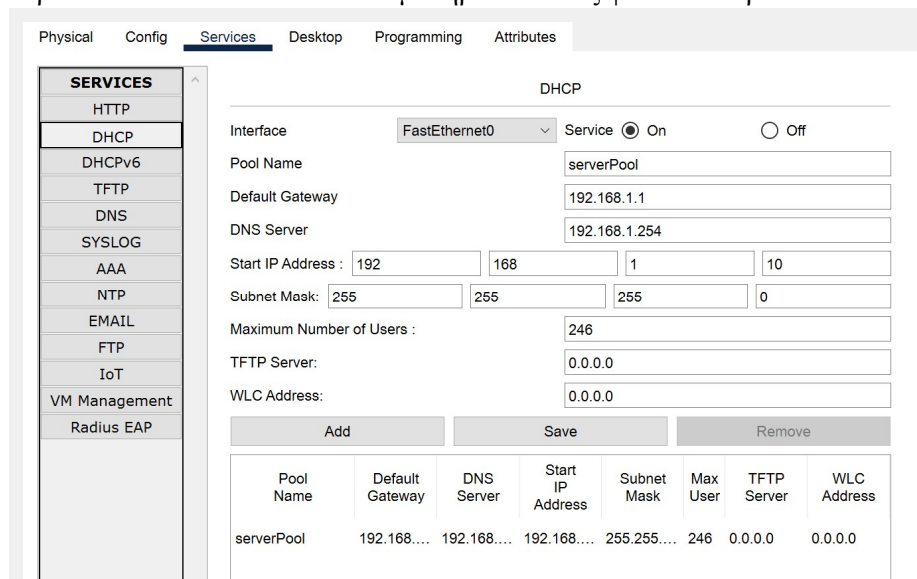 Physical Config Services Desktop Programming Attributes
SERVICES
HTTP
DHCP
DHCPv6
TFTP
DNS
SYSLOG
AAA
NTP
EMAIL
FTP
IoT
VM Management
Radius EAP
DHCP
Interface FastEthernet0 Service On Off
Pool Name serverPool
Default Gateway 192.168.1.1
DNS Server 192.168.1.254
Start IP Address : 192 168 1 10
Subnet Mask: 255 255 255 0
Maximum Number of Users : 246
TFTP Server: 0.0.0.0
WLC Address: 0.0.0.0
Add Save Remove
Pool Name Default Gateway DNS Server Start IP Address Subnet Mask Max User TFTP Server WLC Address
serverPool 192.168.... 192.168.... 192.168.... 255.255.... 246 0.0.0.0 0.0.0.0